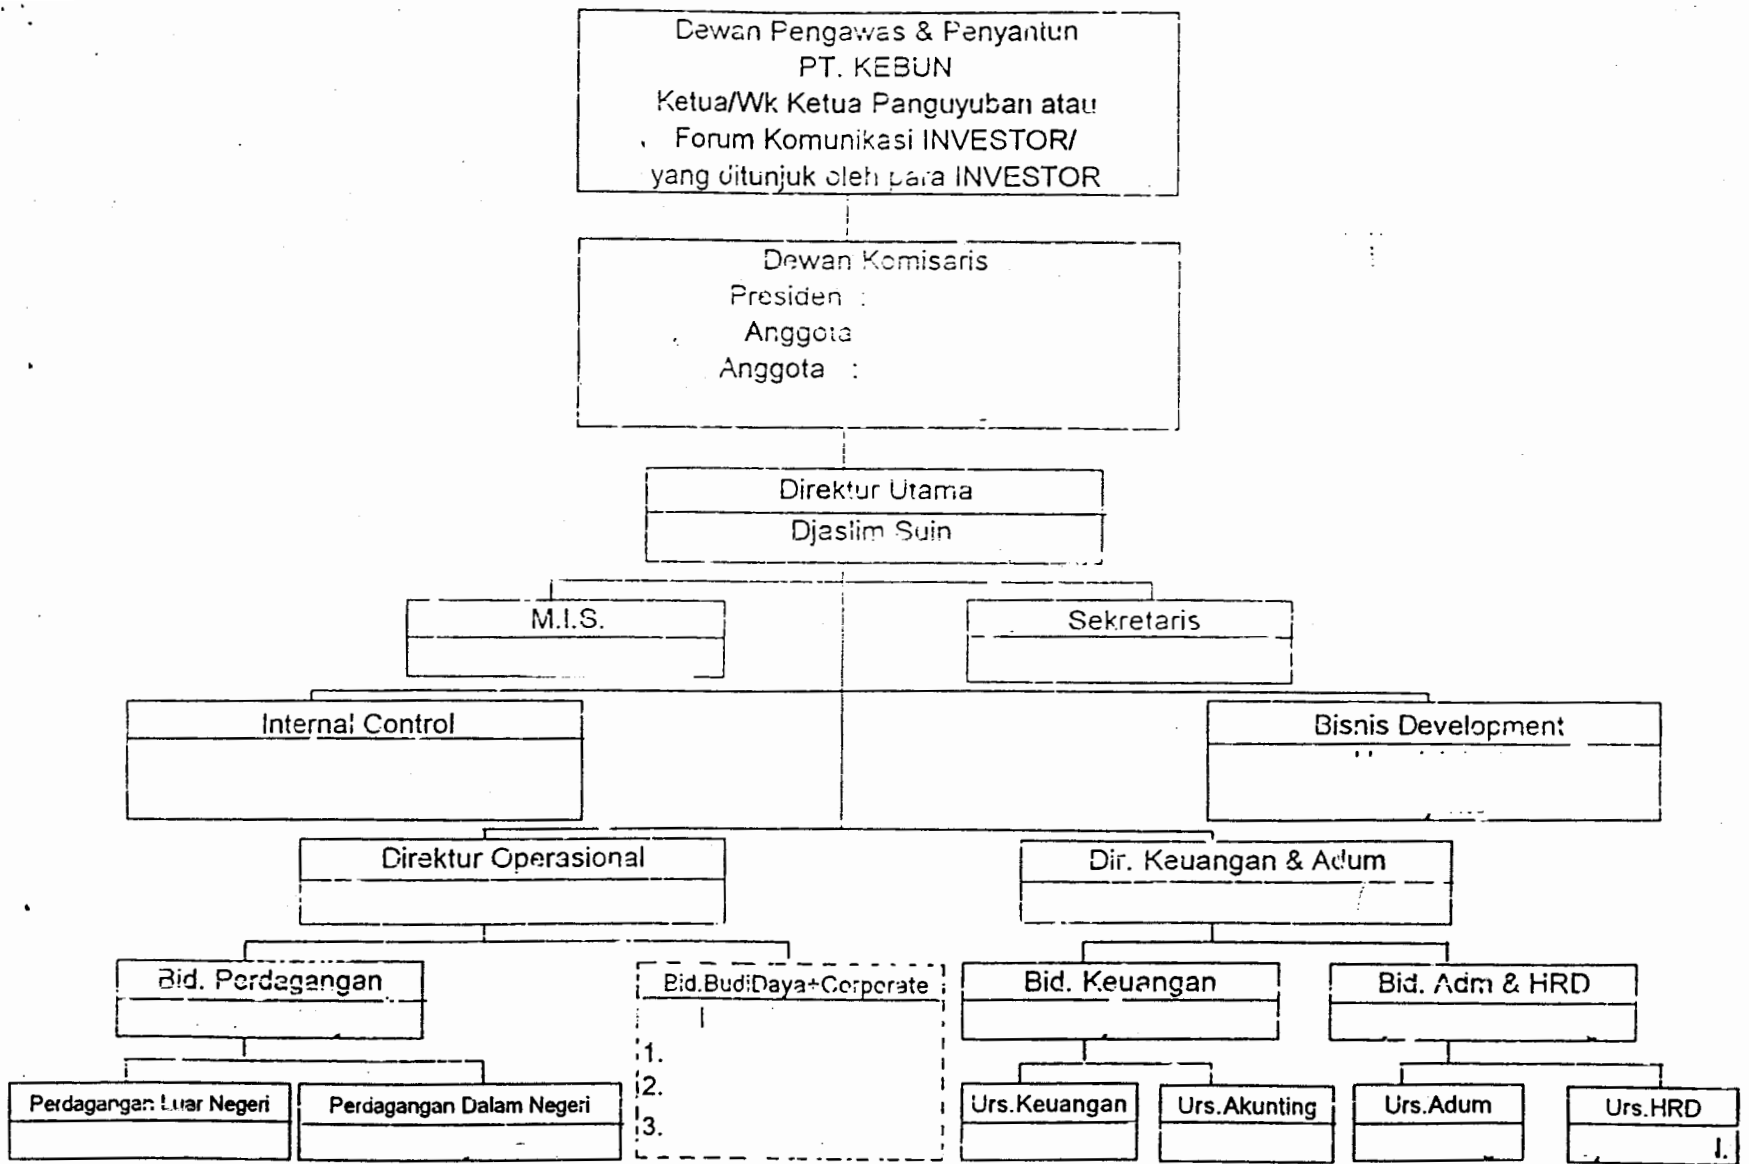 Dewan Pengawas & Penyantun
PT. KEBUN
Ketua/Wk Ketua Panguyuban atau
Forum Komunikasi INVESTOR/
yang ditunjuk oleh para INVESTOR
Dewan Komisaris
Presiden :
Anggota
Anggota :
Direktur Utama
Djaslim Suin
M.I.S.
Sekretaris
Internal Control
Bisnis Development
Direktur Operasional
Dir. Keuangan & Adum
Bid. Perdagangan
Bid.BudiDaya+Corporate
Bid. Keuangan
Bid. Adm & HRD
1.
2.
3.
Perdagangan Luar Negeri
Perdagangan Dalam Negeri
Urs.Keuangan
Urs.Akunting
Urs.Adum
Urs.HRD